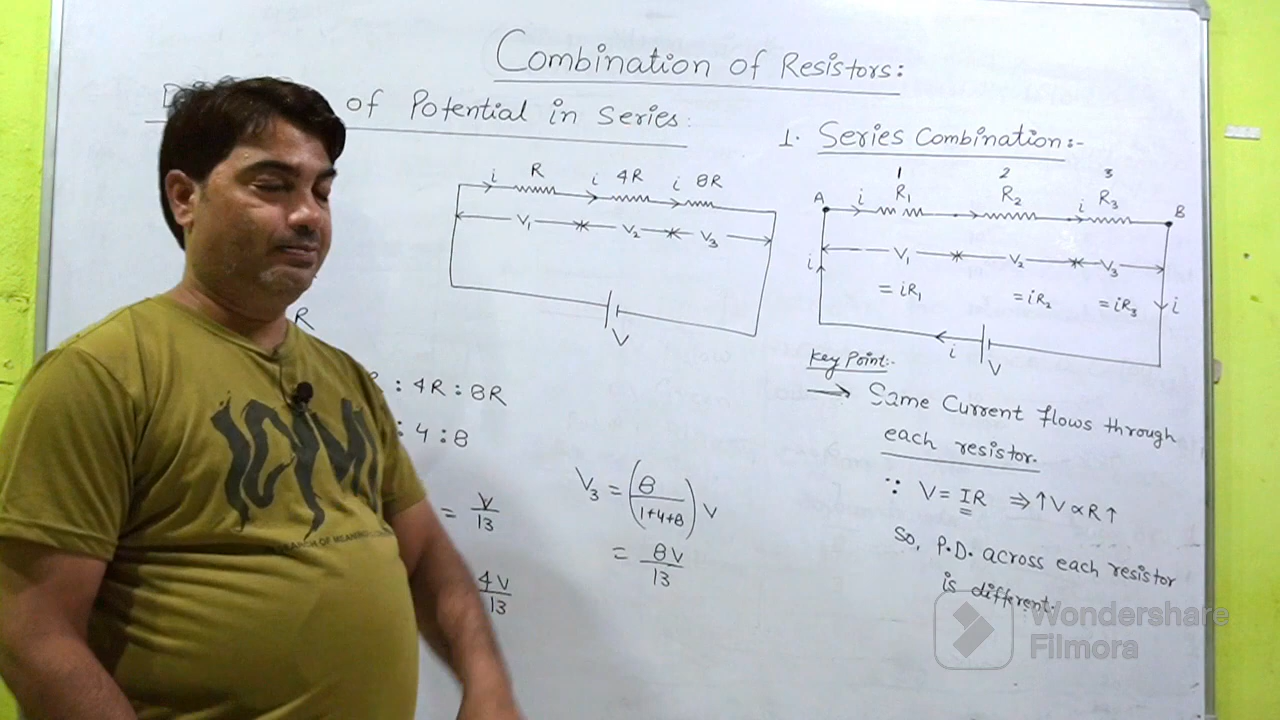 Combination of Resistors:
of Potential in Series:
i R i 4R i 8R
V₁ V₂ V₃
V
R
: 4R : 8R
: 4 : 8
= V/13
4V/13
V₃ = (8/1+4+8) V
= 8V/13
1. Series Combination:-
1 2 3
A i R₁ R₂ i R₃ B
i V₁ V₂ V₃
= iR₁ = iR₂ = iR₃ i
i V
Key Point:-
→ Same Current flows through
each resistor.
∵ V = IR ⇒ ↑V ∝ R↑
So, P.D. across each resistor
is different.
Wondershare
Filmora